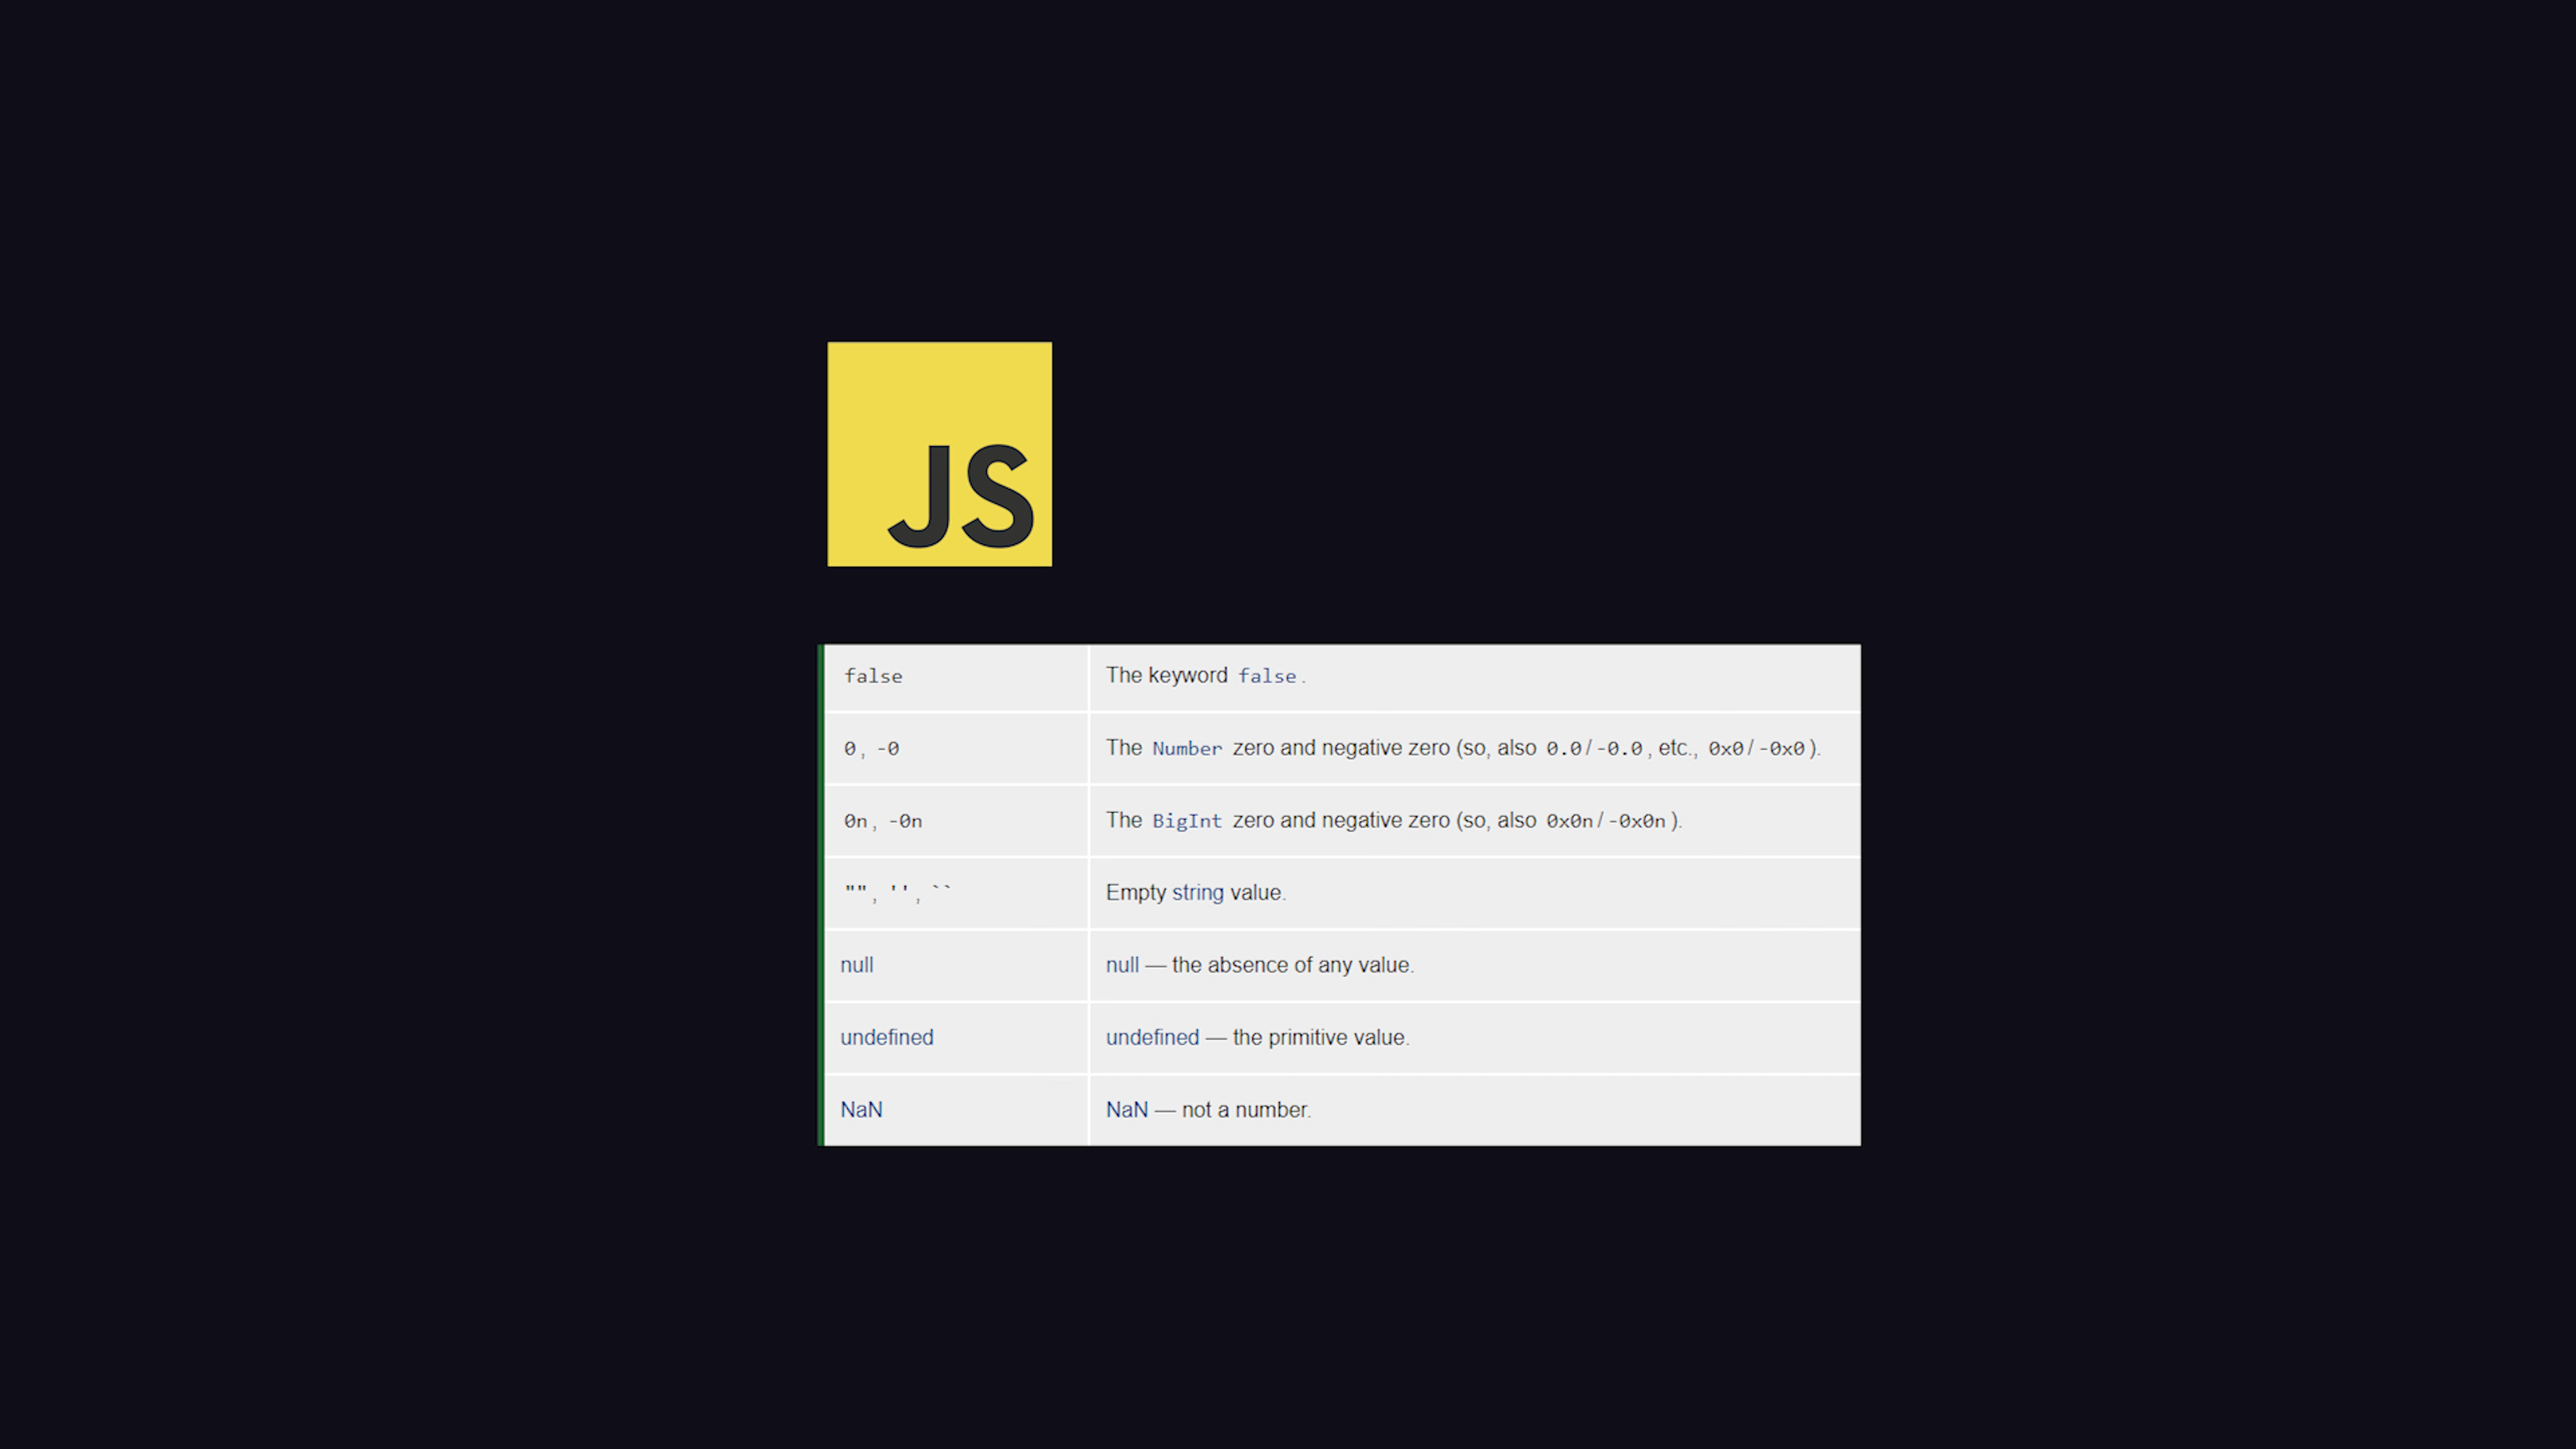 JS
false The keyword false.
0, -0 The Number zero and negative zero (so, also 0.0/-0.0, etc., 0x0/-0x0).
0n, -0n The BigInt zero and negative zero (so, also 0x0n/-0x0n).
"", '', `` Empty string value.
null null — the absence of any value.
undefined undefined — the primitive value.
NaN NaN — not a number.